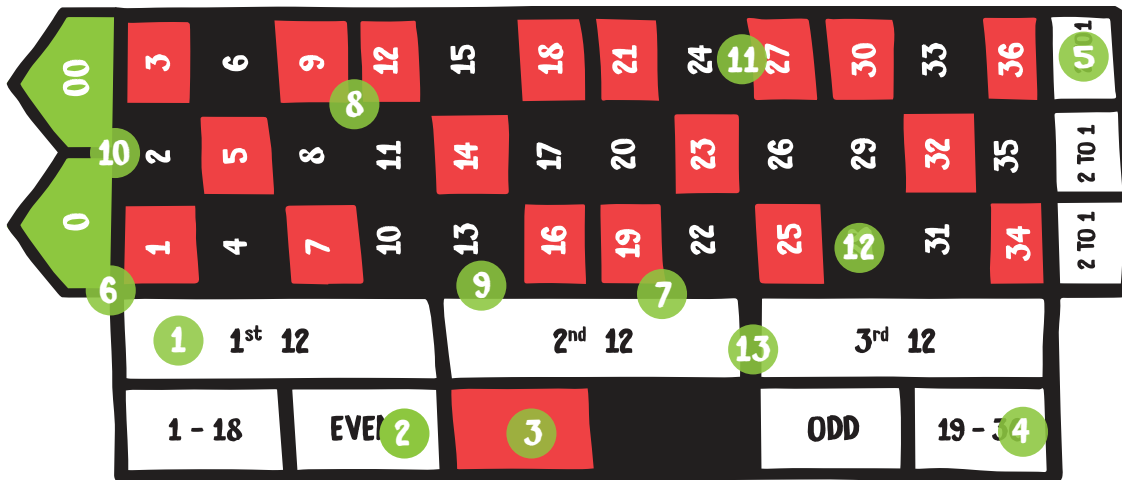 00 3 6 9 12 15 18 21 24 11 27 30 33 36 5
8
10 2 5 8 11 14 17 20 23 26 29 32 35 2 TO 1
0 1 4 7 10 13 16 19 22 25 12 31 34 2 TO 1
6 9 7
1 1st 12 2nd 12 13 3rd 12
1 - 18 EVEN 2 3 ODD 19 - 4